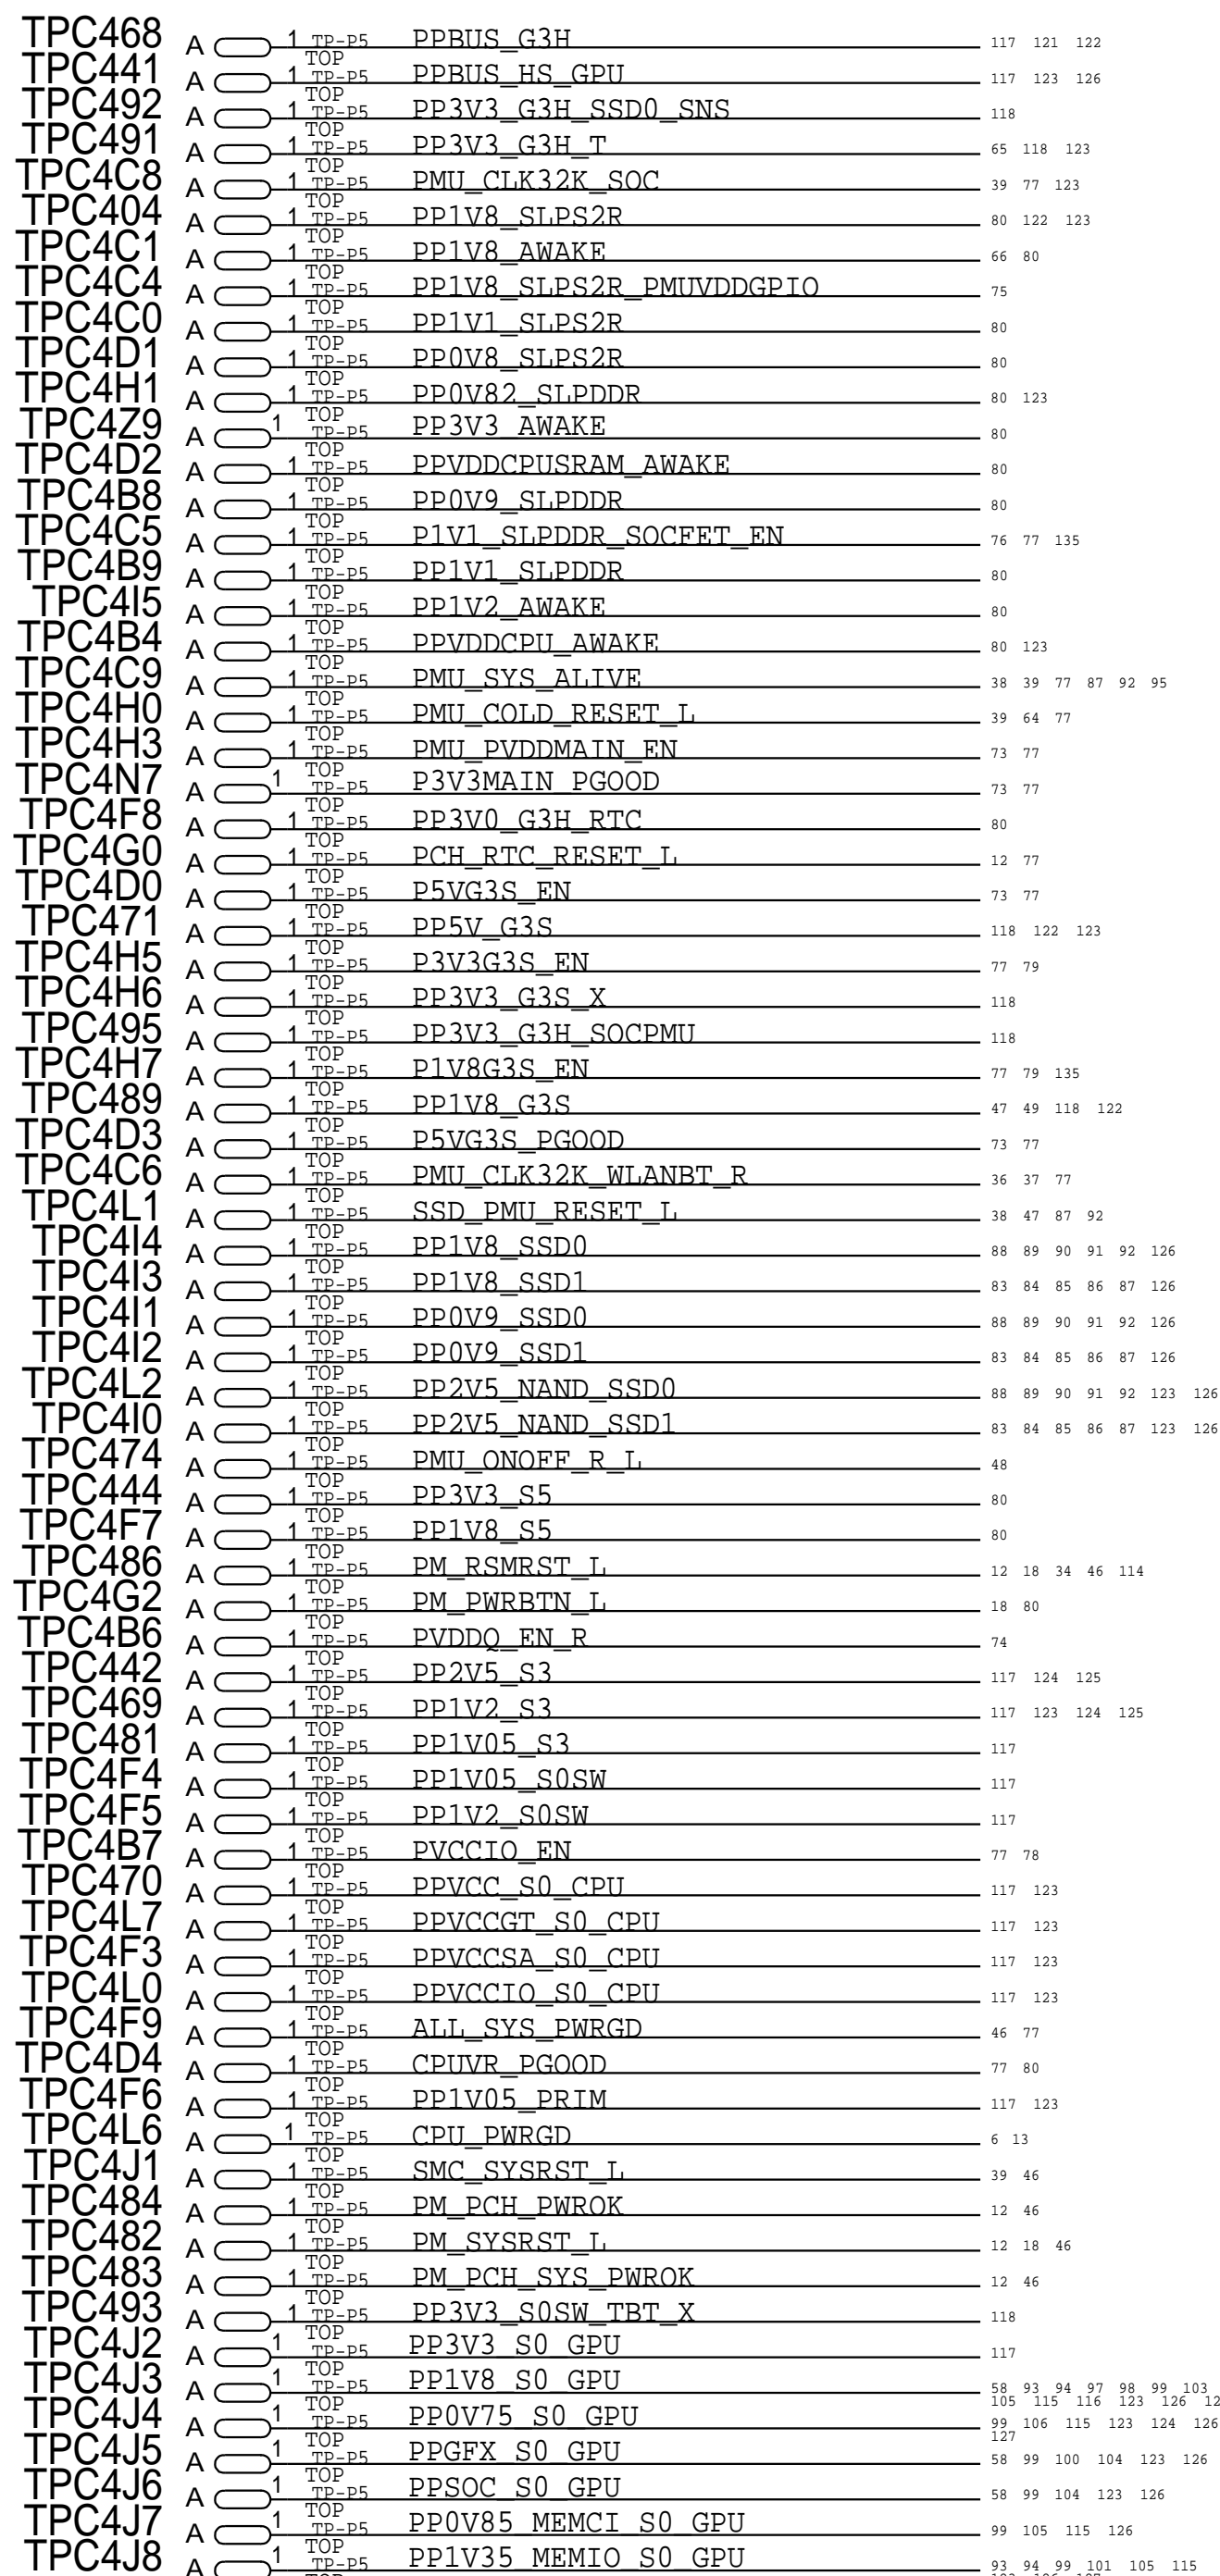 TPC468 A 1 TP-P5 PPBUS_G3H 117 121 122
TOP
TPC441 A 1 TP-P5 PPBUS_HS_GPU 117 123 126
TOP
TPC492 A 1 TP-P5 PP3V3_G3H_SSD0_SNS 118
TOP
TPC491 A 1 TP-P5 PP3V3_G3H_T 65 118 123
TOP
TPC4C8 A 1 TP-P5 PMU_CLK32K_SOC 39 77 123
TOP
TPC404 A 1 TP-P5 PP1V8_SLPS2R 80 122 123
TOP
TPC4C1 A 1 TP-P5 PP1V8_AWAKE 66 80
TOP
TPC4C4 A 1 TP-P5 PP1V8_SLPS2R_PMUVDDGPIO 75
TOP
TPC4C0 A 1 TP-P5 PP1V1_SLPS2R 80
TOP
TPC4D1 A 1 TP-P5 PP0V8_SLPS2R 80
TOP
TPC4H1 A 1 TP-P5 PP0V82_SLPDDR 80 123
TOP
TPC4Z9 A 1 TP-P5 PP3V3_AWAKE 80
TOP
TPC4D2 A 1 TP-P5 PPVDDCPUSRAM_AWAKE 80
TOP
TPC4B8 A 1 TP-P5 PP0V9_SLPDDR 80
TOP
TPC4C5 A 1 TP-P5 P1V1_SLPDDR_SOCFET_EN 76 77 135
TOP
TPC4B9 A 1 TP-P5 PP1V1_SLPDDR 80
TOP
TPC4I5 A 1 TP-P5 PP1V2_AWAKE 80
TOP
TPC4B4 A 1 TP-P5 PPVDDCPU_AWAKE 80 123
TOP
TPC4C9 A 1 TP-P5 PMU_SYS_ALIVE 38 39 77 87 92 95
TOP
TPC4H0 A 1 TP-P5 PMU_COLD_RESET_L 39 64 77
TOP
TPC4H3 A 1 TP-P5 PMU_PVDDMAIN_EN 73 77
TOP
TPC4N7 A 1 TP-P5 P3V3MAIN_PGOOD 73 77
TOP
TPC4F8 A 1 TP-P5 PP3V0_G3H_RTC 80
TOP
TPC4G0 A 1 TP-P5 PCH_RTC_RESET_L 12 77
TOP
TPC4D0 A 1 TP-P5 P5VG3S_EN 73 77
TOP
TPC471 A 1 TP-P5 PP5V_G3S 118 122 123
TOP
TPC4H5 A 1 TP-P5 P3V3G3S_EN 77 79
TOP
TPC4H6 A 1 TP-P5 PP3V3_G3S_X 118
TOP
TPC495 A 1 TP-P5 PP3V3_G3H_SOCPMU 118
TOP
TPC4H7 A 1 TP-P5 P1V8G3S_EN 77 79 135
TOP
TPC489 A 1 TP-P5 PP1V8_G3S 47 49 118 122
TOP
TPC4D3 A 1 TP-P5 P5VG3S_PGOOD 73 77
TOP
TPC4C6 A 1 TP-P5 PMU_CLK32K_WLANBT_R 36 37 77
TOP
TPC4L1 A 1 TP-P5 SSD_PMU_RESET_L 38 47 87 92
TOP
TPC4I4 A 1 TP-P5 PP1V8_SSD0 88 89 90 91 92 126
TOP
TPC4I3 A 1 TP-P5 PP1V8_SSD1 83 84 85 86 87 126
TOP
TPC4I1 A 1 TP-P5 PP0V9_SSD0 88 89 90 91 92 126
TOP
TPC4I2 A 1 TP-P5 PP0V9_SSD1 83 84 85 86 87 126
TOP
TPC4L2 A 1 TP-P5 PP2V5_NAND_SSD0 88 89 90 91 92 123 126
TOP
TPC4I0 A 1 TP-P5 PP2V5_NAND_SSD1 83 84 85 86 87 123 126
TOP
TPC474 A 1 TP-P5 PMU_ONOFF_R_L 48
TOP
TPC444 A 1 TP-P5 PP3V3_S5 80
TOP
TPC4F7 A 1 TP-P5 PP1V8_S5 80
TOP
TPC486 A 1 TP-P5 PM_RSMRST_L 12 18 34 46 114
TOP
TPC4G2 A 1 TP-P5 PM_PWRBTN_L 18 80
TOP
TPC4B6 A 1 TP-P5 PVDDQ_EN_R 74
TOP
TPC442 A 1 TP-P5 PP2V5_S3 117 124 125
TOP
TPC469 A 1 TP-P5 PP1V2_S3 117 123 124 125
TOP
TPC481 A 1 TP-P5 PP1V05_S3 117
TOP
TPC4F4 A 1 TP-P5 PP1V05_S0SW 117
TOP
TPC4F5 A 1 TP-P5 PP1V2_S0SW 117
TOP
TPC4B7 A 1 TP-P5 PVCCIO_EN 77 78
TOP
TPC470 A 1 TP-P5 PPVCC_S0_CPU 117 123
TOP
TPC4L7 A 1 TP-P5 PPVCCGT_S0_CPU 117 123
TOP
TPC4F3 A 1 TP-P5 PPVCCSA_S0_CPU 117 123
TOP
TPC4L0 A 1 TP-P5 PPVCCIO_S0_CPU 117 123
TOP
TPC4F9 A 1 TP-P5 ALL_SYS_PWRGD 46 77
TOP
TPC4D4 A 1 TP-P5 CPUVR_PGOOD 77 80
TOP
TPC4F6 A 1 TP-P5 PP1V05_PRIM 117 123
TOP
TPC4L6 A 1 TP-P5 CPU_PWRGD 6 13
TOP
TPC4J1 A 1 TP-P5 SMC_SYSRST_L 39 46
TOP
TPC484 A 1 TP-P5 PM_PCH_PWROK 12 46
TOP
TPC482 A 1 TP-P5 PM_SYSRST_L 12 18 46
TOP
TPC483 A 1 TP-P5 PM_PCH_SYS_PWROK 12 46
TOP
TPC493 A 1 TP-P5 PP3V3_S0SW_TBT_X 118
TOP
TPC4J2 A 1 TP-P5 PP3V3_S0_GPU 117
TOP
TPC4J3 A 1 TP-P5 PP1V8_S0_GPU 58 93 94 97 98 99 103
TOP 105 115 116 123 126 12
TPC4J4 A 1 TP-P5 PP0V75_S0_GPU 99 106 115 123 124 126
TOP 127
TPC4J5 A 1 TP-P5 PPGFX_S0_GPU 58 99 100 104 123 126
TOP
TPC4J6 A 1 TP-P5 PPSOC_S0_GPU 58 99 104 123 126
TOP
TPC4J7 A 1 TP-P5 PP0V85_MEMCI_S0_GPU 99 105 115 126
TOP
TPC4J8 A 1 TP-P5 PP1V35_MEMIO_S0_GPU 93 94 99 101 105 115